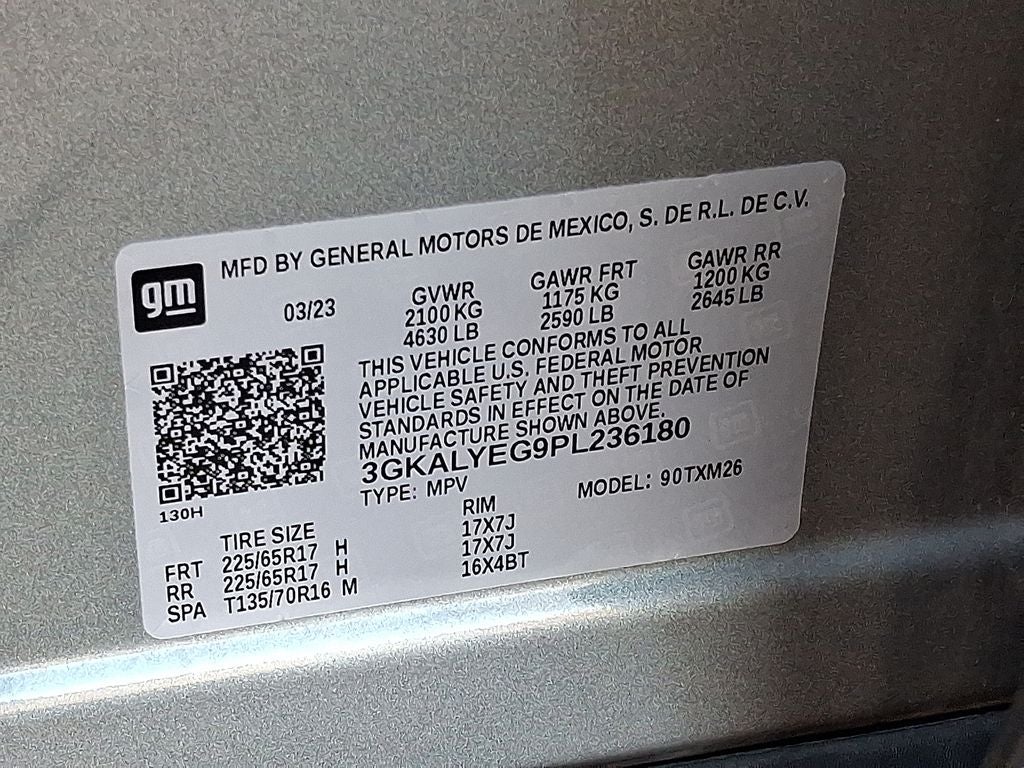 MFD BY GENERAL MOTORS DE MEXICO, S. DE R.L. DE C.V.
gm
03/23
GVWR
2100 KG
4630 LB
GAWR FRT
1175 KG
2590 LB
GAWR RR
1200 KG
2645 LB
THIS VEHICLE CONFORMS TO ALL
APPLICABLE U.S. FEDERAL MOTOR
VEHICLE SAFETY AND THEFT PREVENTION
STANDARDS IN EFFECT ON THE DATE OF
MANUFACTURE SHOWN ABOVE.
3GKALYEG9PL236180
TYPE: MPV MODEL: 90TXM26
130H
TIRE SIZE RIM
FRT 225/65R17 H 17X7J
RR 225/65R17 H 17X7J
SPA T135/70R16 M 16X4BT